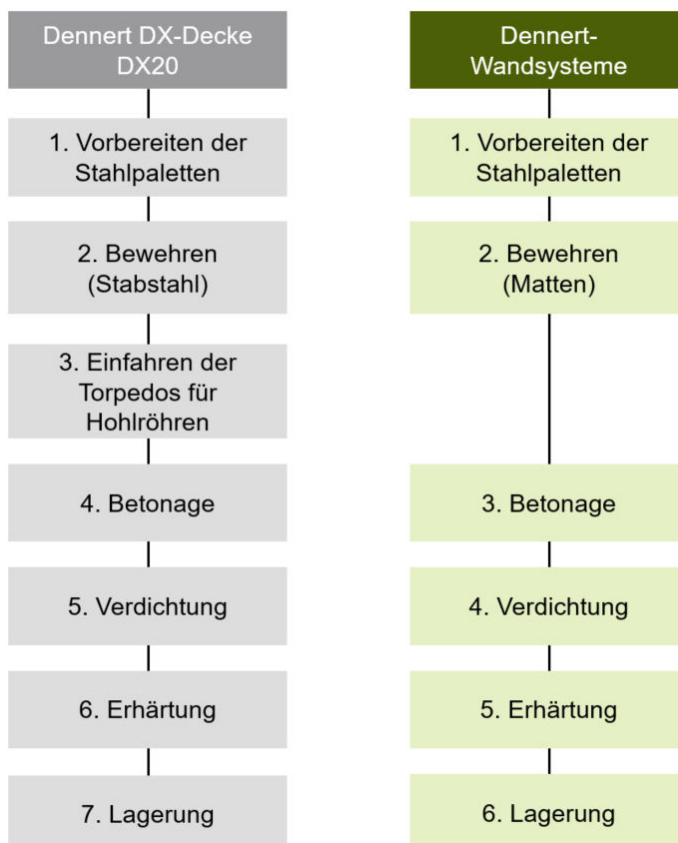 Dennert DX-Decke
DX20
1. Vorbereiten der
Stahlpaletten
2. Bewehren
(Stabstahl)
3. Einfahren der
Torpedos für
Hohlröhren
4. Betonage
5. Verdichtung
6. Erhärtung
7. Lagerung
Dennert-
Wandsysteme
1. Vorbereiten der
Stahlpaletten
2. Bewehren
(Matten)
3. Betonage
4. Verdichtung
5. Erhärtung
6. Lagerung